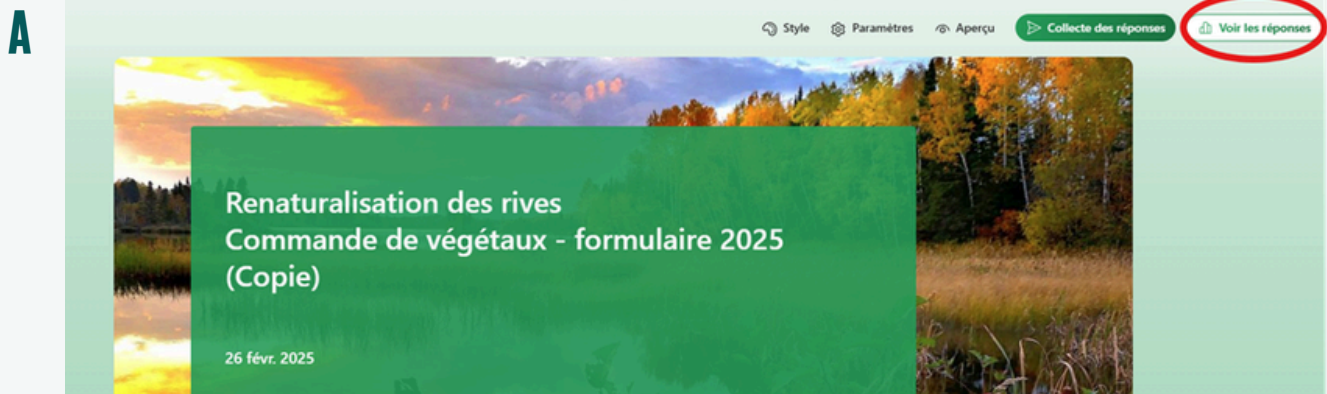 A
Style Paramètres Aperçu Collecte des réponses Voir les réponses
Renaturalisation des rives
Commande de végétaux - formulaire 2025
(Copie)
26 févr. 2025